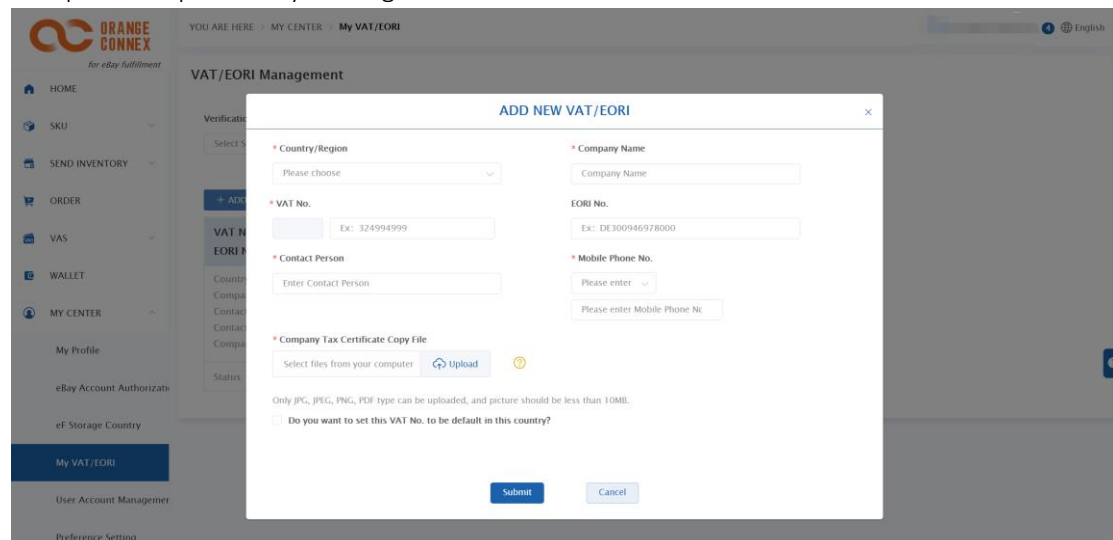 ORANGE
CONNEX
for eBay fulfillment
YOU ARE HERE > MY CENTER > My VAT/EORI
English
HOME
SKU
SEND INVENTORY
ORDER
VAS
WALLET
MY CENTER
My Profile
eBay Account
eF Storage Country
My VAT/EORI
User Account
Preference Setting
VAT/EORI Management
Select
+ ADD
VAT
EORI
Status
ADD NEW VAT/EORI
×
* Country/Region
* Company Name
Please choose
Company Name
* VAT No.
EORI No.
Ex: 324994999
Ex: DE300946978000
* Contact Person
* Mobile Phone No.
Enter Contact Person
Please enter
Please enter Mobile Phone Nc
* Company Tax Certificate Copy File
Select files from your computer
Upload
?
Only JPG, JPEG, PNG, PDF type can be uploaded, and picture should be less than 10MB.
Do you want to set this VAT No. to be default in this country?
Submit
Cancel